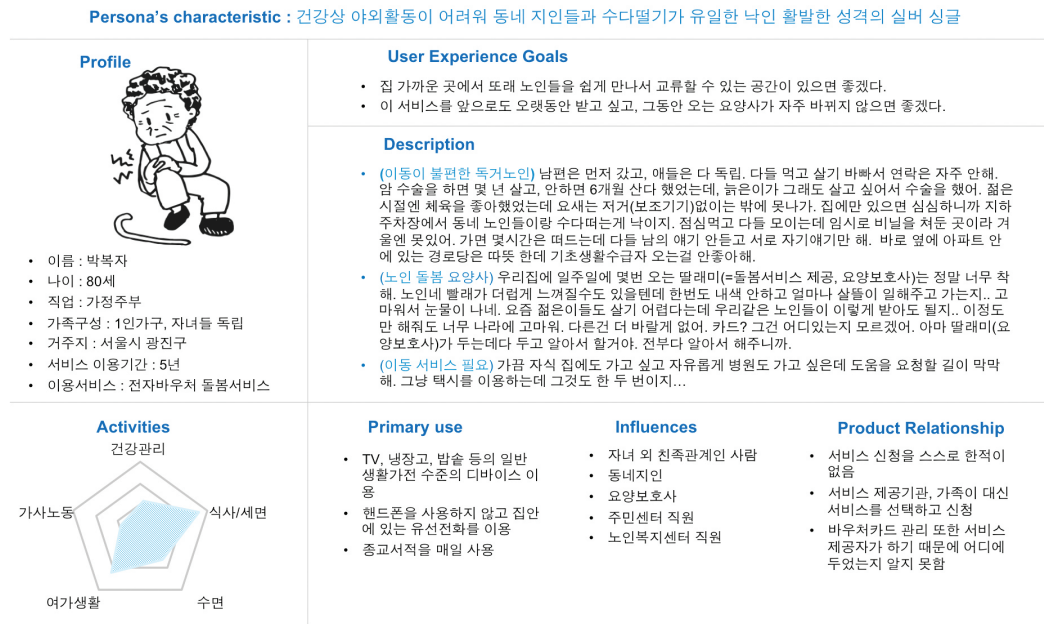 Persona's characteristic : 건강상 야외활동이 어려워 동네 지인들과 수다떨기가 유일한 낙인 활발한 성격의 실버 싱글
Profile
• 이름 : 박복자
• 나이 : 80세
• 직업 : 가정주부
• 가족구성 : 1인가구, 자녀들 독립
• 거주지 : 서울시 광진구
• 서비스 이용기간 : 5년
• 이용서비스 : 전자바우처 돌봄서비스
User Experience Goals
• 집 가까운 곳에서 또래 노인들을 쉽게 만나서 교류할 수 있는 공간이 있으면 좋겠다.
• 이 서비스를 앞으로도 오랫동안 받고 싶고, 그동안 오는 요양사가 자주 바뀌지 않으면 좋겠다.
Description
• (이동이 불편한 독거노인) 남편은 먼저 갔고, 애들은 다 독립. 다들 먹고 살기 바빠서 연락은 자주 안해.
암 수술을 하면 몇 년 살고, 안하면 6개월 산다 했었는데, 늙은이가 그래도 살고 싶어서 수술을 했어. 젊은
시절엔 체육을 좋아했었는데 요새는 저거(보조기기)없이는 밖에 못나가. 집에만 있으면 심심하니까 지하
주차장에서 동네 노인들이랑 수다떠는게 낙이지. 점심먹고 다들 모이는데 임시로 비닐을 쳐둔 곳이라 겨
울엔 못있어. 가면 몇시간은 떠드는데 다들 남의 얘기 안듣고 서로 자기얘기만 해. 바로 옆에 아파트 안
에 있는 경로당은 따뜻 한데 기초생활수급자 오는걸 안좋아해.
• (노인 돌봄 요양사) 우리집에 일주일에 몇번 오는 딸래미(=돌봄서비스 제공, 요양보호사)는 정말 너무 착
해. 노인네 빨래가 더럽게 느껴질수도 있을텐데 한번도 내색 안하고 얼마나 살뜰이 일해주고 가는지.. 고
마워서 눈물이 나네. 요즘 젊은이들도 살기 어렵다는데 우리같은 노인들이 이렇게 받아도 될지.. 이정도
만 해줘도 너무 나라에 고마워. 다른건 더 바랄게 없어. 카드? 그건 어디있는지 모르겠어. 아마 딸래미(요
양보호사)가 두는데다 두고 알아서 할거야. 전부다 알아서 해주니까.
• (이동 서비스 필요) 가끔 자식 집에도 가고 싶고 자유롭게 병원도 가고 싶은데 도움을 요청할 길이 막막
해. 그냥 택시를 이용하는데 그것도 한 두 번이지…
Activities
건강관리
가사노동
식사/세면
여가생활
수면
Primary use
• TV, 냉장고, 밥솥 등의 일반
생활가전 수준의 디바이스 이
용
• 핸드폰을 사용하지 않고 집안
에 있는 유선전화를 이용
• 종교서적을 매일 사용
Influences
• 자녀 외 친족관계인 사람
• 동네지인
• 요양보호사
• 주민센터 직원
• 노인복지센터 직원
Product Relationship
• 서비스 신청을 스스로 한적이
없음
• 서비스 제공기관, 가족이 대신
서비스를 선택하고 신청
• 바우처카드 관리 또한 서비스
제공자가 하기 때문에 어디에
두었는지 알지 못함